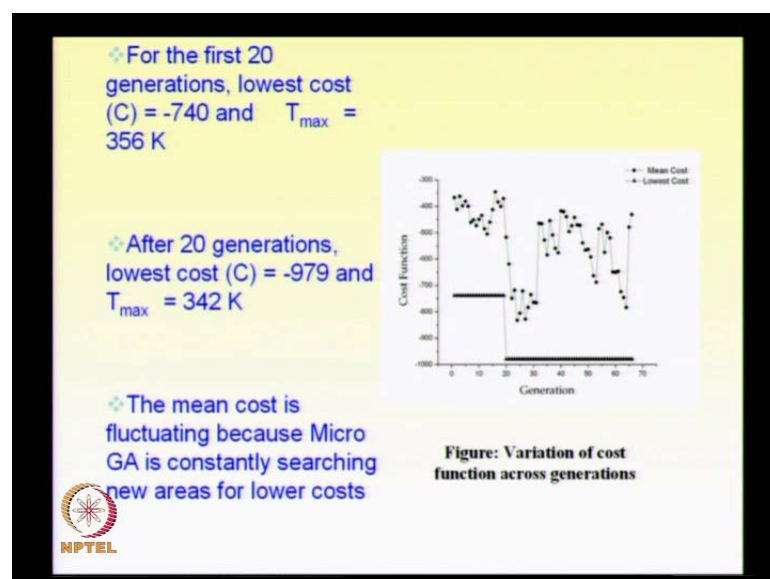 ❖For the first 20
generations, lowest cost
(C) = -740 and T_max =
356 K
❖After 20 generations,
lowest cost (C) = -979 and
T_max = 342 K
❖The mean cost is
fluctuating because Micro
GA is constantly searching
new areas for lower costs
Mean Cost
Lowest Cost
Cost Function
-300
-400
-500
-600
-700
-800
-900
-1000
0 10 20 30 40 50 60 70
Generation
Figure: Variation of cost
function across generations
NPTEL